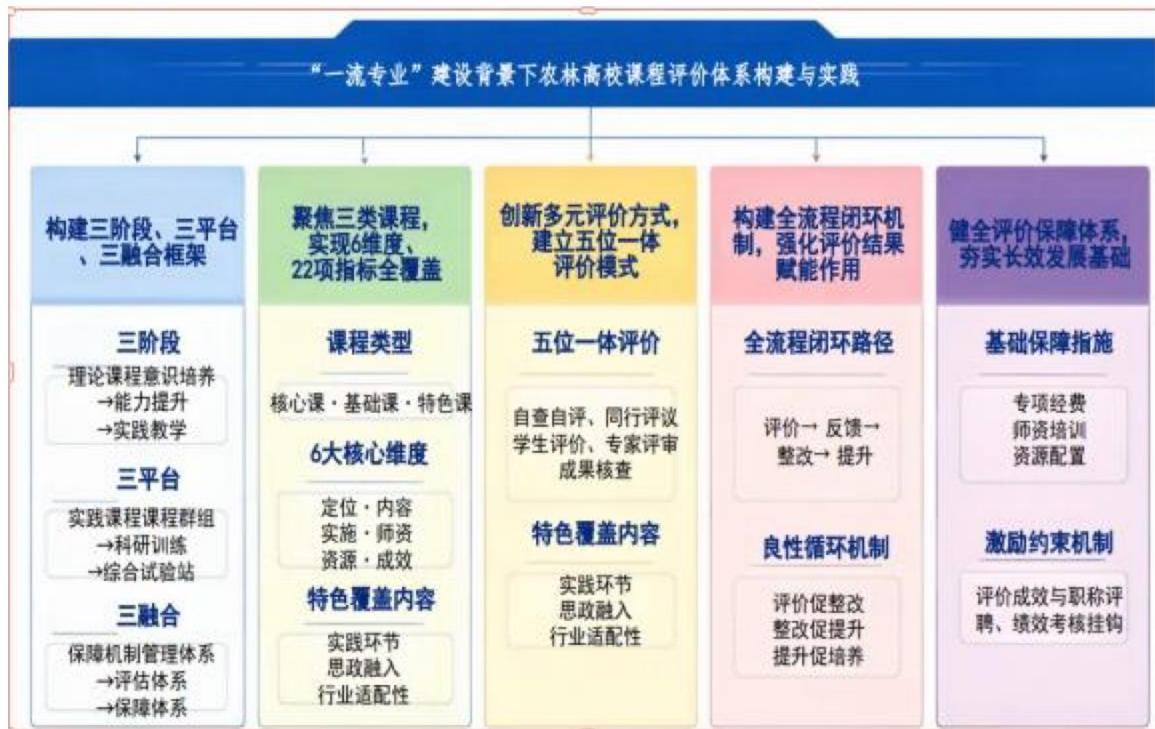 “一流专业”建设背景下农林高校课程评价体系构建与实践
构建三阶段、三平台
、三融合框架
三阶段
理论课程意识培养
→能力提升
→实践教学
三平台
实践课程课程群组
→科研训练
→综合试验站
三融合
保障机制管理体系
→评估体系
→保障体系
聚焦三类课程，
实现6维度、
22项指标全覆盖
课程类型
核心课·基础课·特色课
6大核心维度
定位·内容
实施·师资
资源·成效
特色覆盖内容
实践环节
思政融入
行业适配性
创新多元评价方式，
建立五位一体
评价模式
五位一体评价
自查自评、同行评议
学生评价、专家评审
成果核查
特色覆盖内容
实践环节
思政融入
行业适配性
构建全流程闭环机
制，强化评价结果
赋能作用
全流程闭环路径
评价→ 反馈→
整改→ 提升
良性循环机制
评价促整改
整改促提升
提升促培养
健全评价保障体系，
夯实长效发展基础
基础保障指施
专项经费
师资培训
资源配置
激励约束机制
评价成效与职称评
聘、绩效考核挂钩